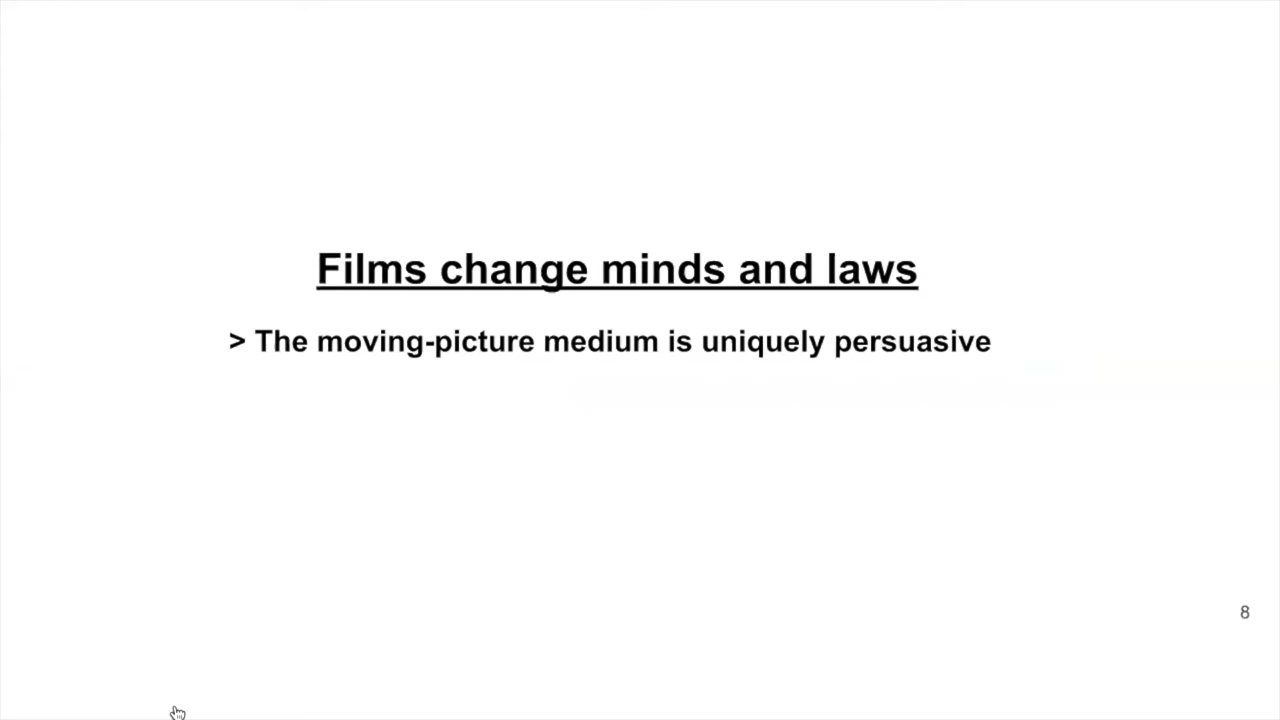 Films change minds and laws
> The moving-picture medium is uniquely persuasive
8